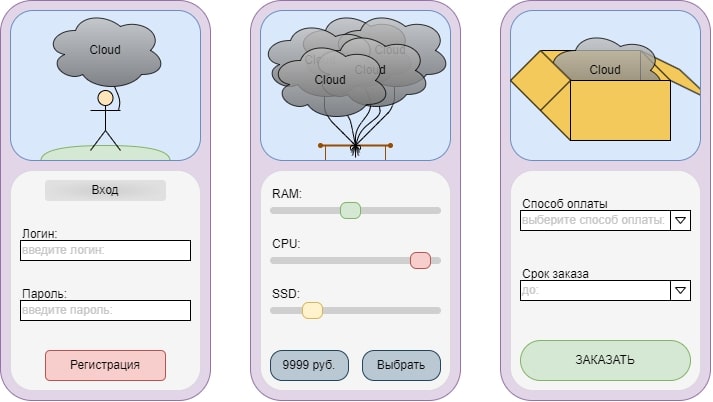 Cloud
Вход
Логин:
введите логин:
Пароль:
введите пароль:
Регистрация
Cloud
Cloud
Cloud
Cloud
RAM:
CPU:
SSD:
9999 руб.
Выбрать
Cloud
Способ оплаты
выберите способ оплаты:
Срок заказа
до:
ЗАКАЗАТЬ